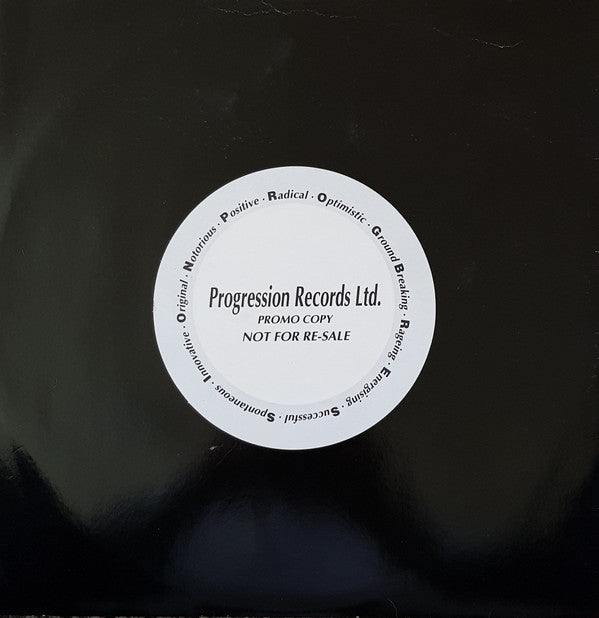 Progression Records Ltd.
PROMO COPY
NOT FOR RE-SALE
Positive · Radical · Optimistic · Ground Breaking · Rageing · Energising · Successful · Spontaneous · Innovative · Original · Notorious ·